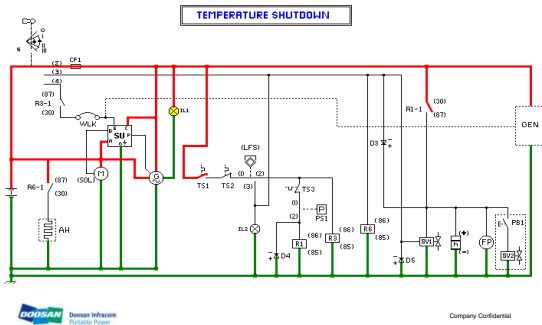 TEMPERATURE SHUTDOWN
(2) CF1
(3)
(4)
(87)
R3-1
(30)
WLK
SU
(SOL)
M
G
IL1
R6-1 (87)
(30)
AH
TS1 TS2
(LFS)
(1) (2)
(3)
IL2
TS3
(1)
(2)
P
PS1
R1 (86)
(85)
R3 (86)
(85)
D4
R6 (86)
(85)
D3
D5
R1-1 (30)
(87)
GEN
SV1
h (+)
(-)
FP
E
PB1
SV2
DOOSAN Doosan Infracore
Portable Power
Company Confidential